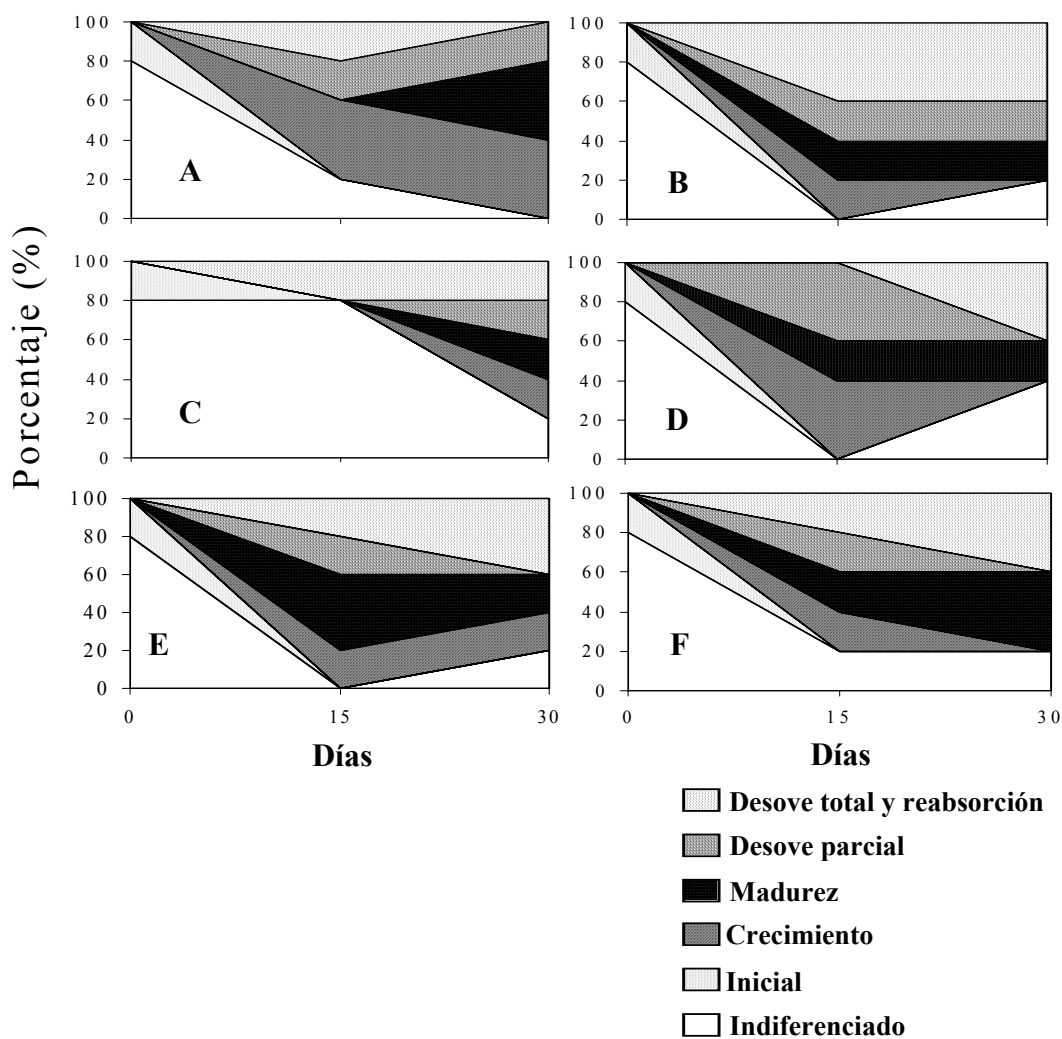 Porcentaje (%)
100
80
60
40
20
0
A
100
80
60
40
20
0
B
100
80
60
40
20
0
C
100
80
60
40
20
0
D
100
80
60
40
20
0
E
0 15 30
Días
100
80
60
40
20
0
F
0 15 30
Días
Desove total y reabsorción
Desove parcial
Madurez
Crecimiento
Inicial
Indiferenciado